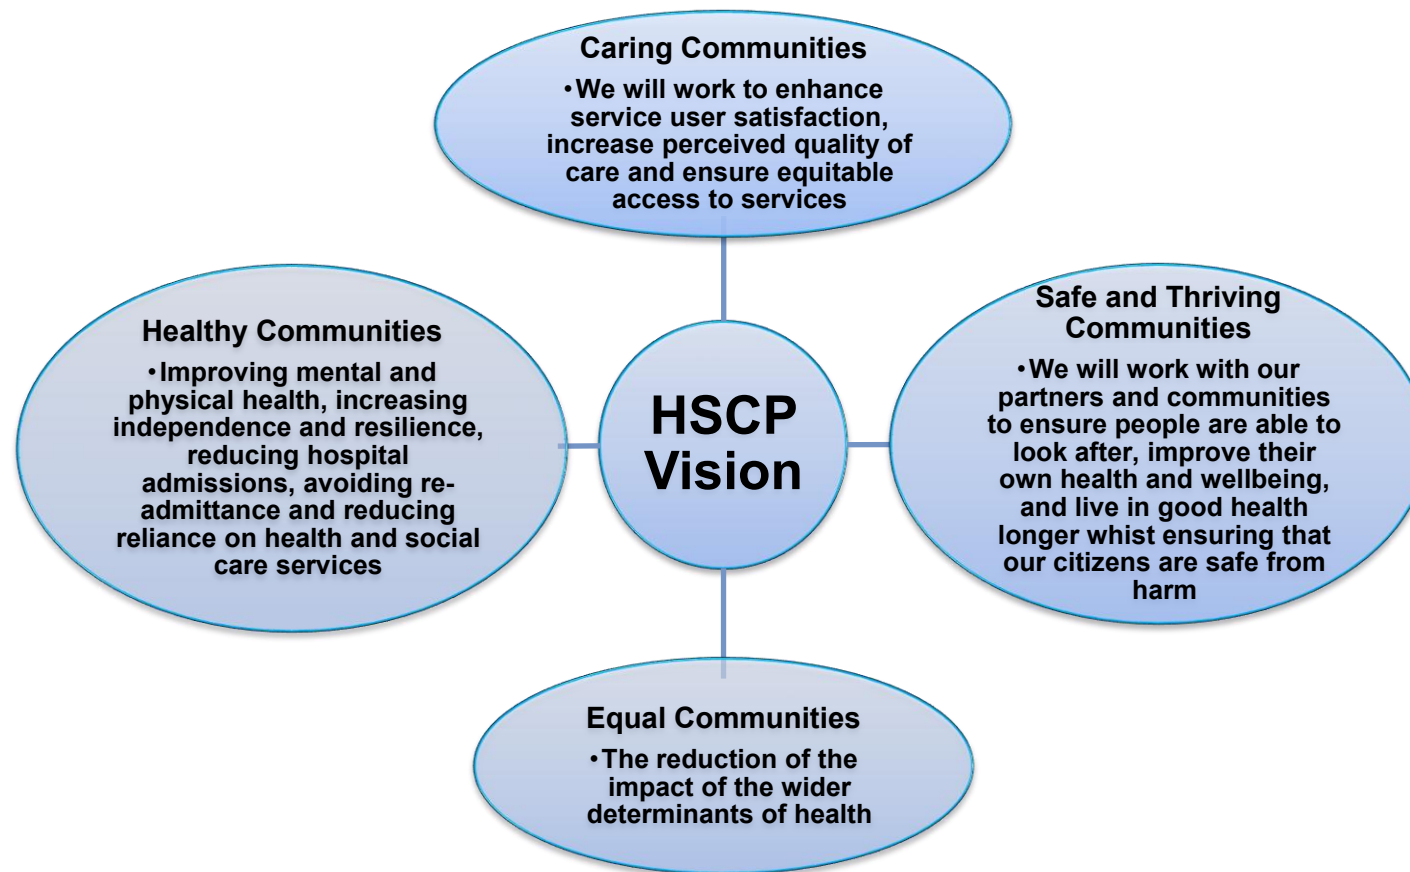 Caring Communities
•We will work to enhance
service user satisfaction,
increase perceived quality of
care and ensure equitable
access to services
Healthy Communities
•Improving mental and
physical health, increasing
independence and resilience,
reducing hospital
admissions, avoiding re-
admittance and reducing
reliance on health and social
care services
HSCP
Vision
Safe and Thriving
Communities
•We will work with our
partners and communities
to ensure people are able to
look after, improve their
own health and wellbeing,
and live in good health
longer whist ensuring that
our citizens are safe from
harm
Equal Communities
•The reduction of the
impact of the wider
determinants of health